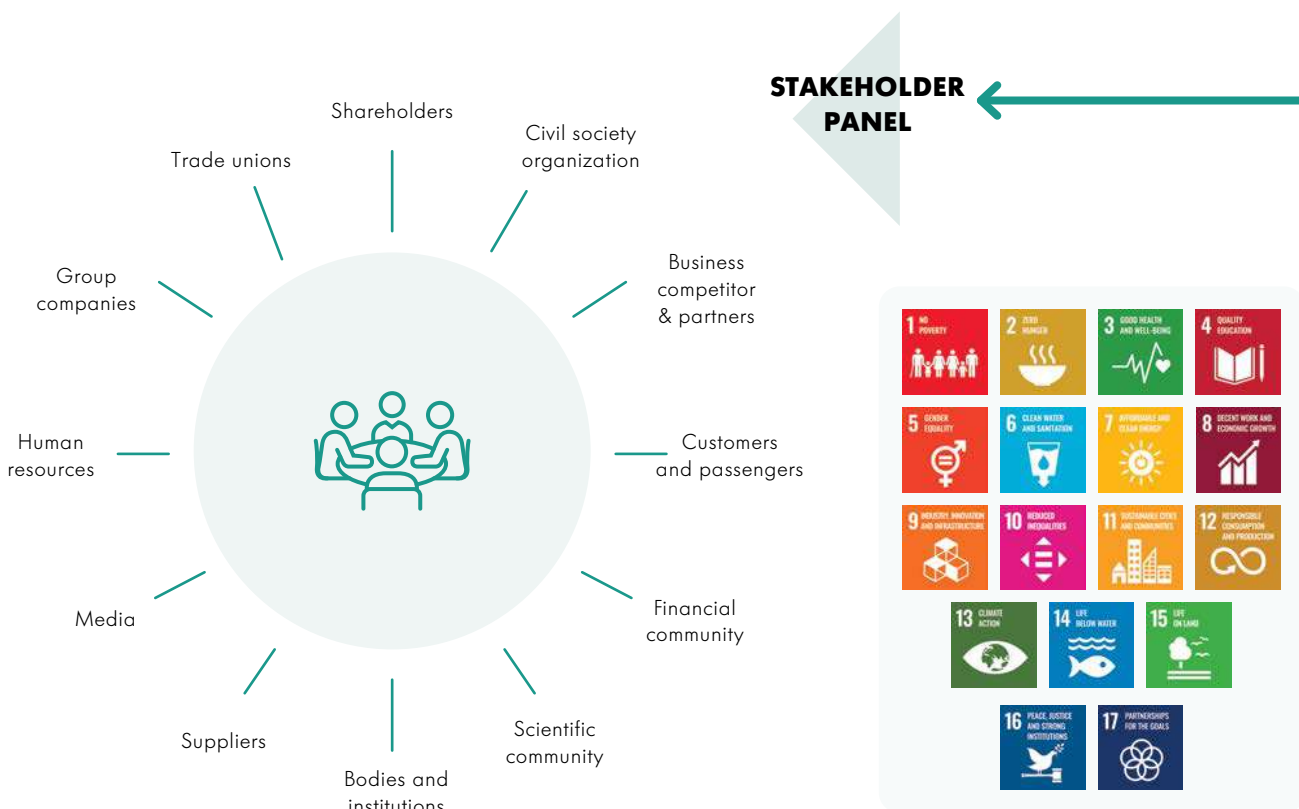 STAKEHOLDER
PANEL
Shareholders
Civil society
organization
Trade unions
Business
competitor
& partners
Group
companies
Human
resources
Customers
and passengers
Media
Financial
community
Suppliers
Scientific
community
Bodies and
institutions
1 NO
POVERTY
2 ZERO
HUNGER
3 GOOD HEALTH
AND WELL-BEING
4 QUALITY
EDUCATION
5 GENDER
EQUALITY
6 CLEAN WATER
AND SANITATION
7 AFFORDABLE AND
CLEAN ENERGY
8 DECENT WORK AND
ECONOMIC GROWTH
9 INDUSTRY, INNOVATION
AND INFRASTRUCTURE
10 REDUCED
INEQUALITIES
11 SUSTAINABLE CITIES
AND COMMUNITIES
12 RESPONSIBLE
CONSUMPTION
AND PRODUCTION
13 CLIMATE
ACTION
14 LIFE
BELOW WATER
15 LIFE
ON LAND
16 PEACE, JUSTICE
AND STRONG
INSTITUTIONS
17 PARTNERSHIPS
FOR THE GOALS